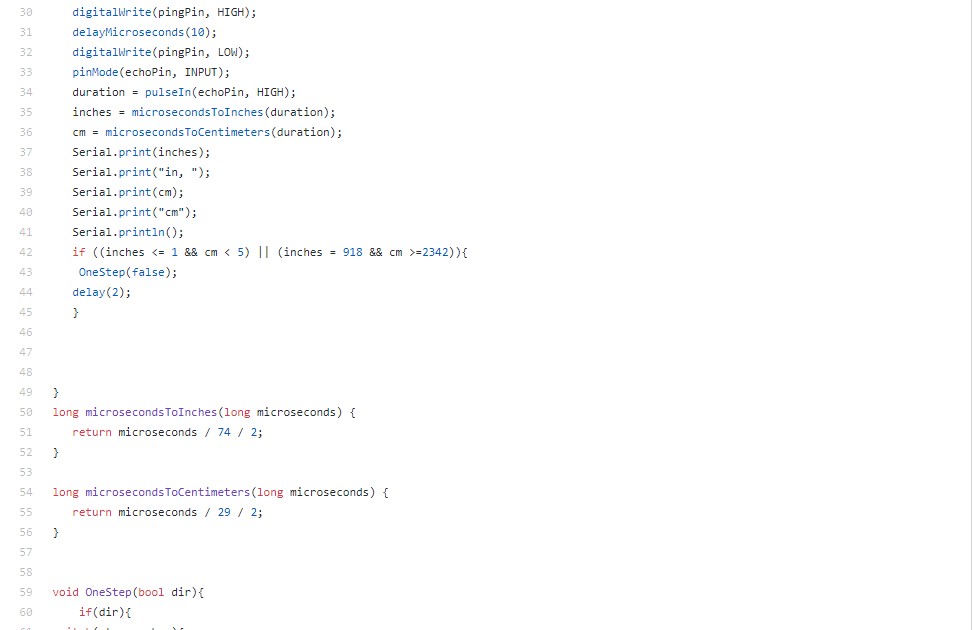 30 digitalWrite(pingPin, HIGH);
31 delayMicroseconds(10);
32 digitalWrite(pingPin, LOW);
33 pinMode(echoPin, INPUT);
34 duration = pulseIn(echoPin, HIGH);
35 inches = microsecondsToInches(duration);
36 cm = microsecondsToCentimeters(duration);
37 Serial.print(inches);
38 Serial.print("in, ");
39 Serial.print(cm);
40 Serial.print("cm");
41 Serial.println();
42 if ((inches <= 1 && cm < 5) || (inches = 918 && cm >=2342)){
43 OneStep(false);
44 delay(2);
45 }
46
47
48
49 }
50 long microsecondsToInches(long microseconds) {
51 return microseconds / 74 / 2;
52 }
53
54 long microsecondsToCentimeters(long microseconds) {
55 return microseconds / 29 / 2;
56 }
57
58
59 void OneStep(bool dir){
60 if(dir){